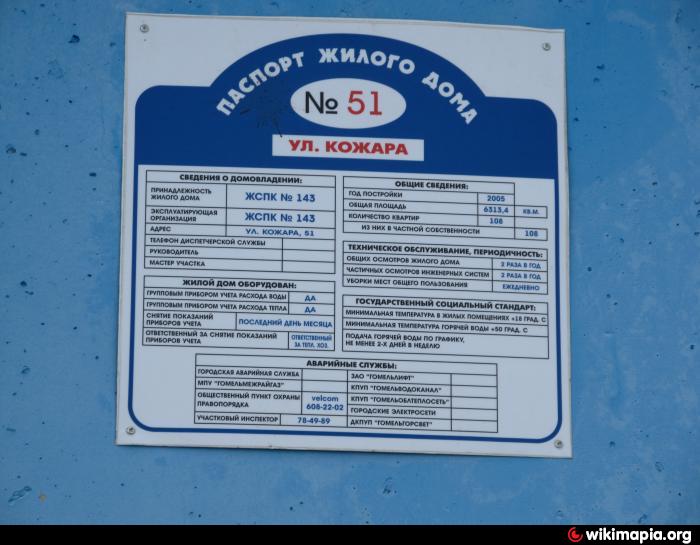 ПАСПОРТ ЖИЛОГО ДОМА
№ 51
УЛ. КОЖАРА
СВЕДЕНИЯ О ДОМОВЛАДЕНИИ:
ПРИНАДЛЕЖНОСТЬ
ЖИЛОГО ДОМА
ЖСПК № 143
ЭКСПЛУАТИРУЮЩАЯ
ОРГАНИЗАЦИЯ
ЖСПК № 143
АДРЕС УЛ. КОЖАРА, 51
ТЕЛЕФОН ДИСПЕТЧЕРСКОЙ СЛУЖБЫ
РУКОВОДИТЕЛЬ
МАСТЕР УЧАСТКА
ЖИЛОЙ ДОМ ОБОРУДОВАН:
ГРУППОВЫМ ПРИБОРОМ УЧЕТА РАСХОДА ВОДЫ ДА
ГРУППОВЫМ ПРИБОРОМ УЧЕТА РАСХОДА ТЕПЛА ДА
СНЯТИЕ ПОКАЗАНИЙ
ПРИБОРОВ УЧЕТА
ПОСЛЕДНИЙ ДЕНЬ МЕСЯЦА
ОТВЕТСТВЕННЫЙ ЗА СНЯТИЕ ПОКАЗАНИЙ
ПРИБОРОВ УЧЕТА
ОТВЕТСТВЕННЫЙ
ЗА ТЕПЛ. ХОЗ.
ОБЩИЕ СВЕДЕНИЯ:
ГОД ПОСТРОЙКИ 2005
ОБЩАЯ ПЛОЩАДЬ 6313,4 КВ.М.
КОЛИЧЕСТВО КВАРТИР 108
ИЗ НИХ В ЧАСТНОЙ СОБСТВЕННОСТИ 108
ТЕХНИЧЕСКОЕ ОБСЛУЖИВАНИЕ, ПЕРИОДИЧНОСТЬ:
ОБЩИХ ОСМОТРОВ ЖИЛОГО ДОМА 2 РАЗА В ГОД
ЧАСТИЧНЫХ ОСМОТРОВ ИНЖЕНЕРНЫХ СИСТЕМ 2 РАЗА В ГОД
УБОРКИ МЕСТ ОБЩЕГО ПОЛЬЗОВАНИЯ ЕЖЕДНЕВНО
ГОСУДАРСТВЕННЫЙ СОЦИАЛЬНЫЙ СТАНДАРТ:
МИНИМАЛЬНАЯ ТЕМПЕРАТУРА В ЖИЛЫХ ПОМЕЩЕНИЯХ +18 ГРАД. С
МИНИМАЛЬНАЯ ТЕМПЕРАТУРА ГОРЯЧЕЙ ВОДЫ +50 ГРАД. С
ПОДАЧА ГОРЯЧЕЙ ВОДЫ ПО ГРАФИКУ,
НЕ МЕНЕЕ 2-Х ДНЕЙ В НЕДЕЛЮ
АВАРИЙНЫЕ СЛУЖБЫ:
ГОРОДСКАЯ АВАРИЙНАЯ СЛУЖБА
МПУ "ГОМЕЛЬМЕЖРАЙГАЗ"
ОБЩЕСТВЕННЫЙ ПУНКТ ОХРАНЫ
ПРАВОПОРЯДКА
velcom
608-22-02
УЧАСТКОВЫЙ ИНСПЕКТОР 78-49-89
ЗАО "ГОМЕЛЬЛИФТ"
КПУП "ГОМЕЛЬВОДОКАНАЛ"
КПУП "ГОМЕЛЬОБЛТЕПЛОСЕТЬ"
ГОРОДСКИЕ ЭЛЕКТРОСЕТИ
ДКПУП "ГОМЕЛЬГОРСВЕТ"
wikimapia.org